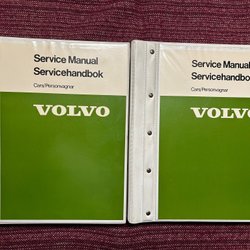 Service Manual
Servicehandbok
Cars/Personvagnar
VOLVO
Service Manual
Servicehandbok
Cars/Personvagnar
VOLVO